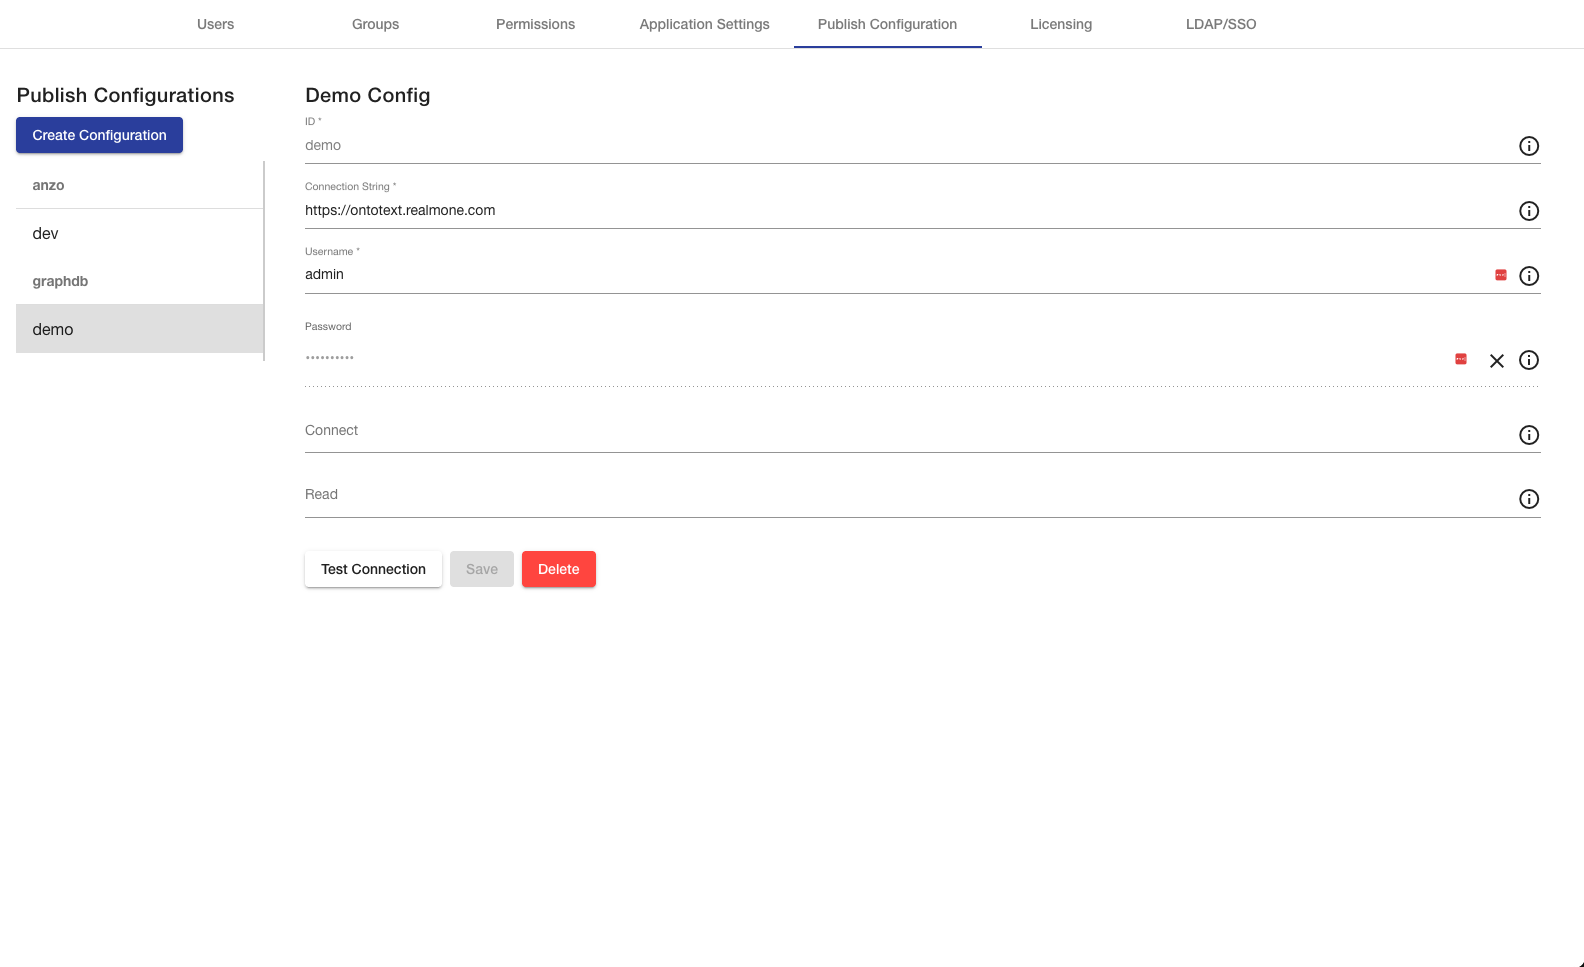 Users Groups Permissions Application Settings Publish Configuration Licensing LDAP/SSO
Publish Configurations
Create Configuration
anzo
dev
graphdb
demo
Demo Config
ID *
demo
Connection String *
https://ontotext.realmone.com
Username *
admin
Password
••••••••••
Connect
Read
Test Connection Save Delete